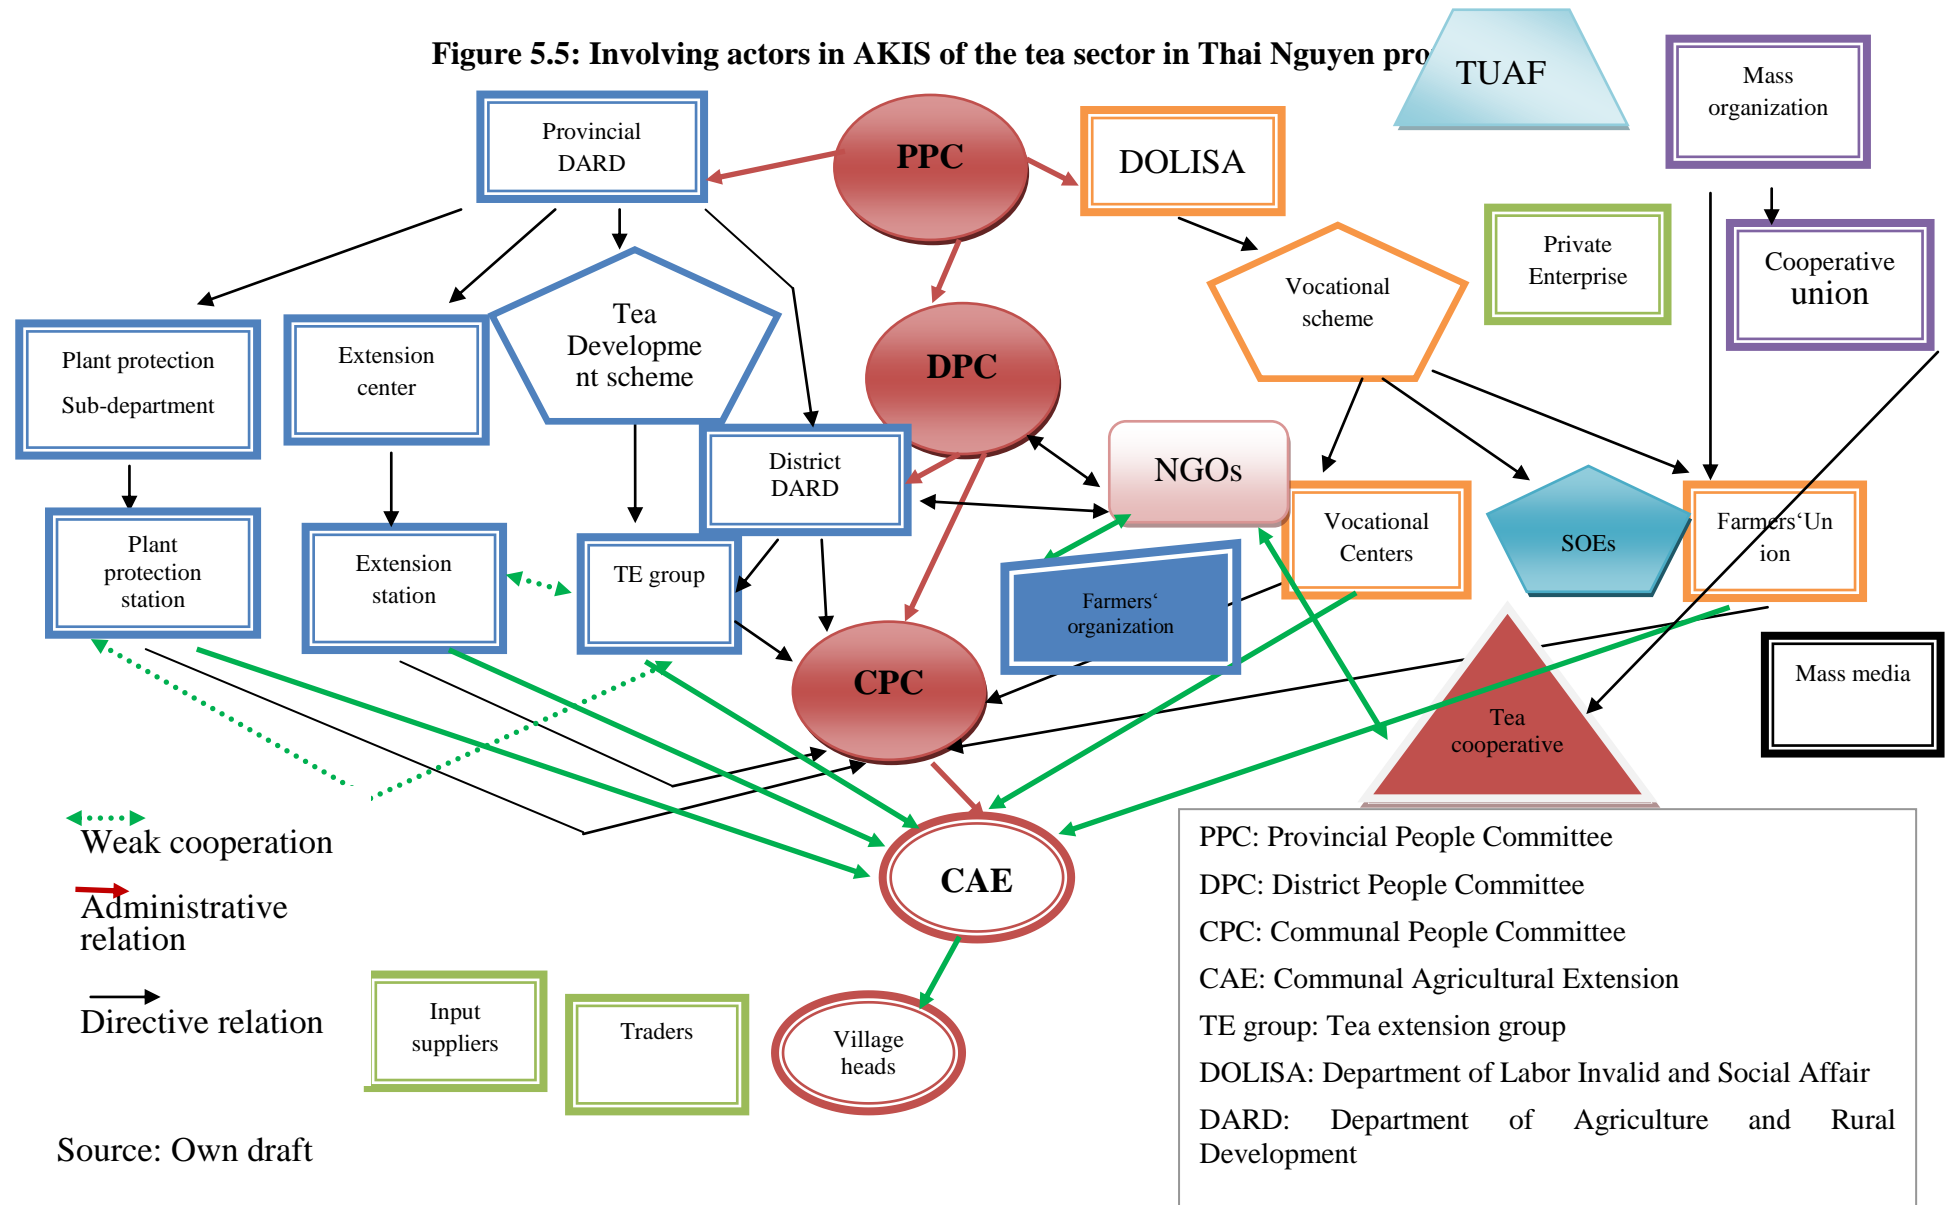 Figure 5.5: Involving actors in AKIS of the tea sector in Thai Nguyen pro
TUAF
Mass
organization
Provincial
DARD
PPC
DOLISA
Private
Enterprise
Cooperative
union
Vocational
scheme
Tea
Developme
nt scheme
Plant protection
Sub-department
Extension
center
DPC
District
DARD
NGOs
Vocational
Centers
SOEs
Farmers‘Un
ion
Plant
protection
station
Extension
station
TE group
Farmers‘
organization
CPC
Tea
cooperative
Mass media
Weak cooperation
Administrative
relation
Directive relation
CAE
Input
suppliers
Traders
Village
heads
PPC: Provincial People Committee
DPC: District People Committee
CPC: Communal People Committee
CAE: Communal Agricultural Extension
TE group: Tea extension group
DOLISA: Department of Labor Invalid and Social Affair
DARD: Department of Agriculture and Rural
Development
Source: Own draft